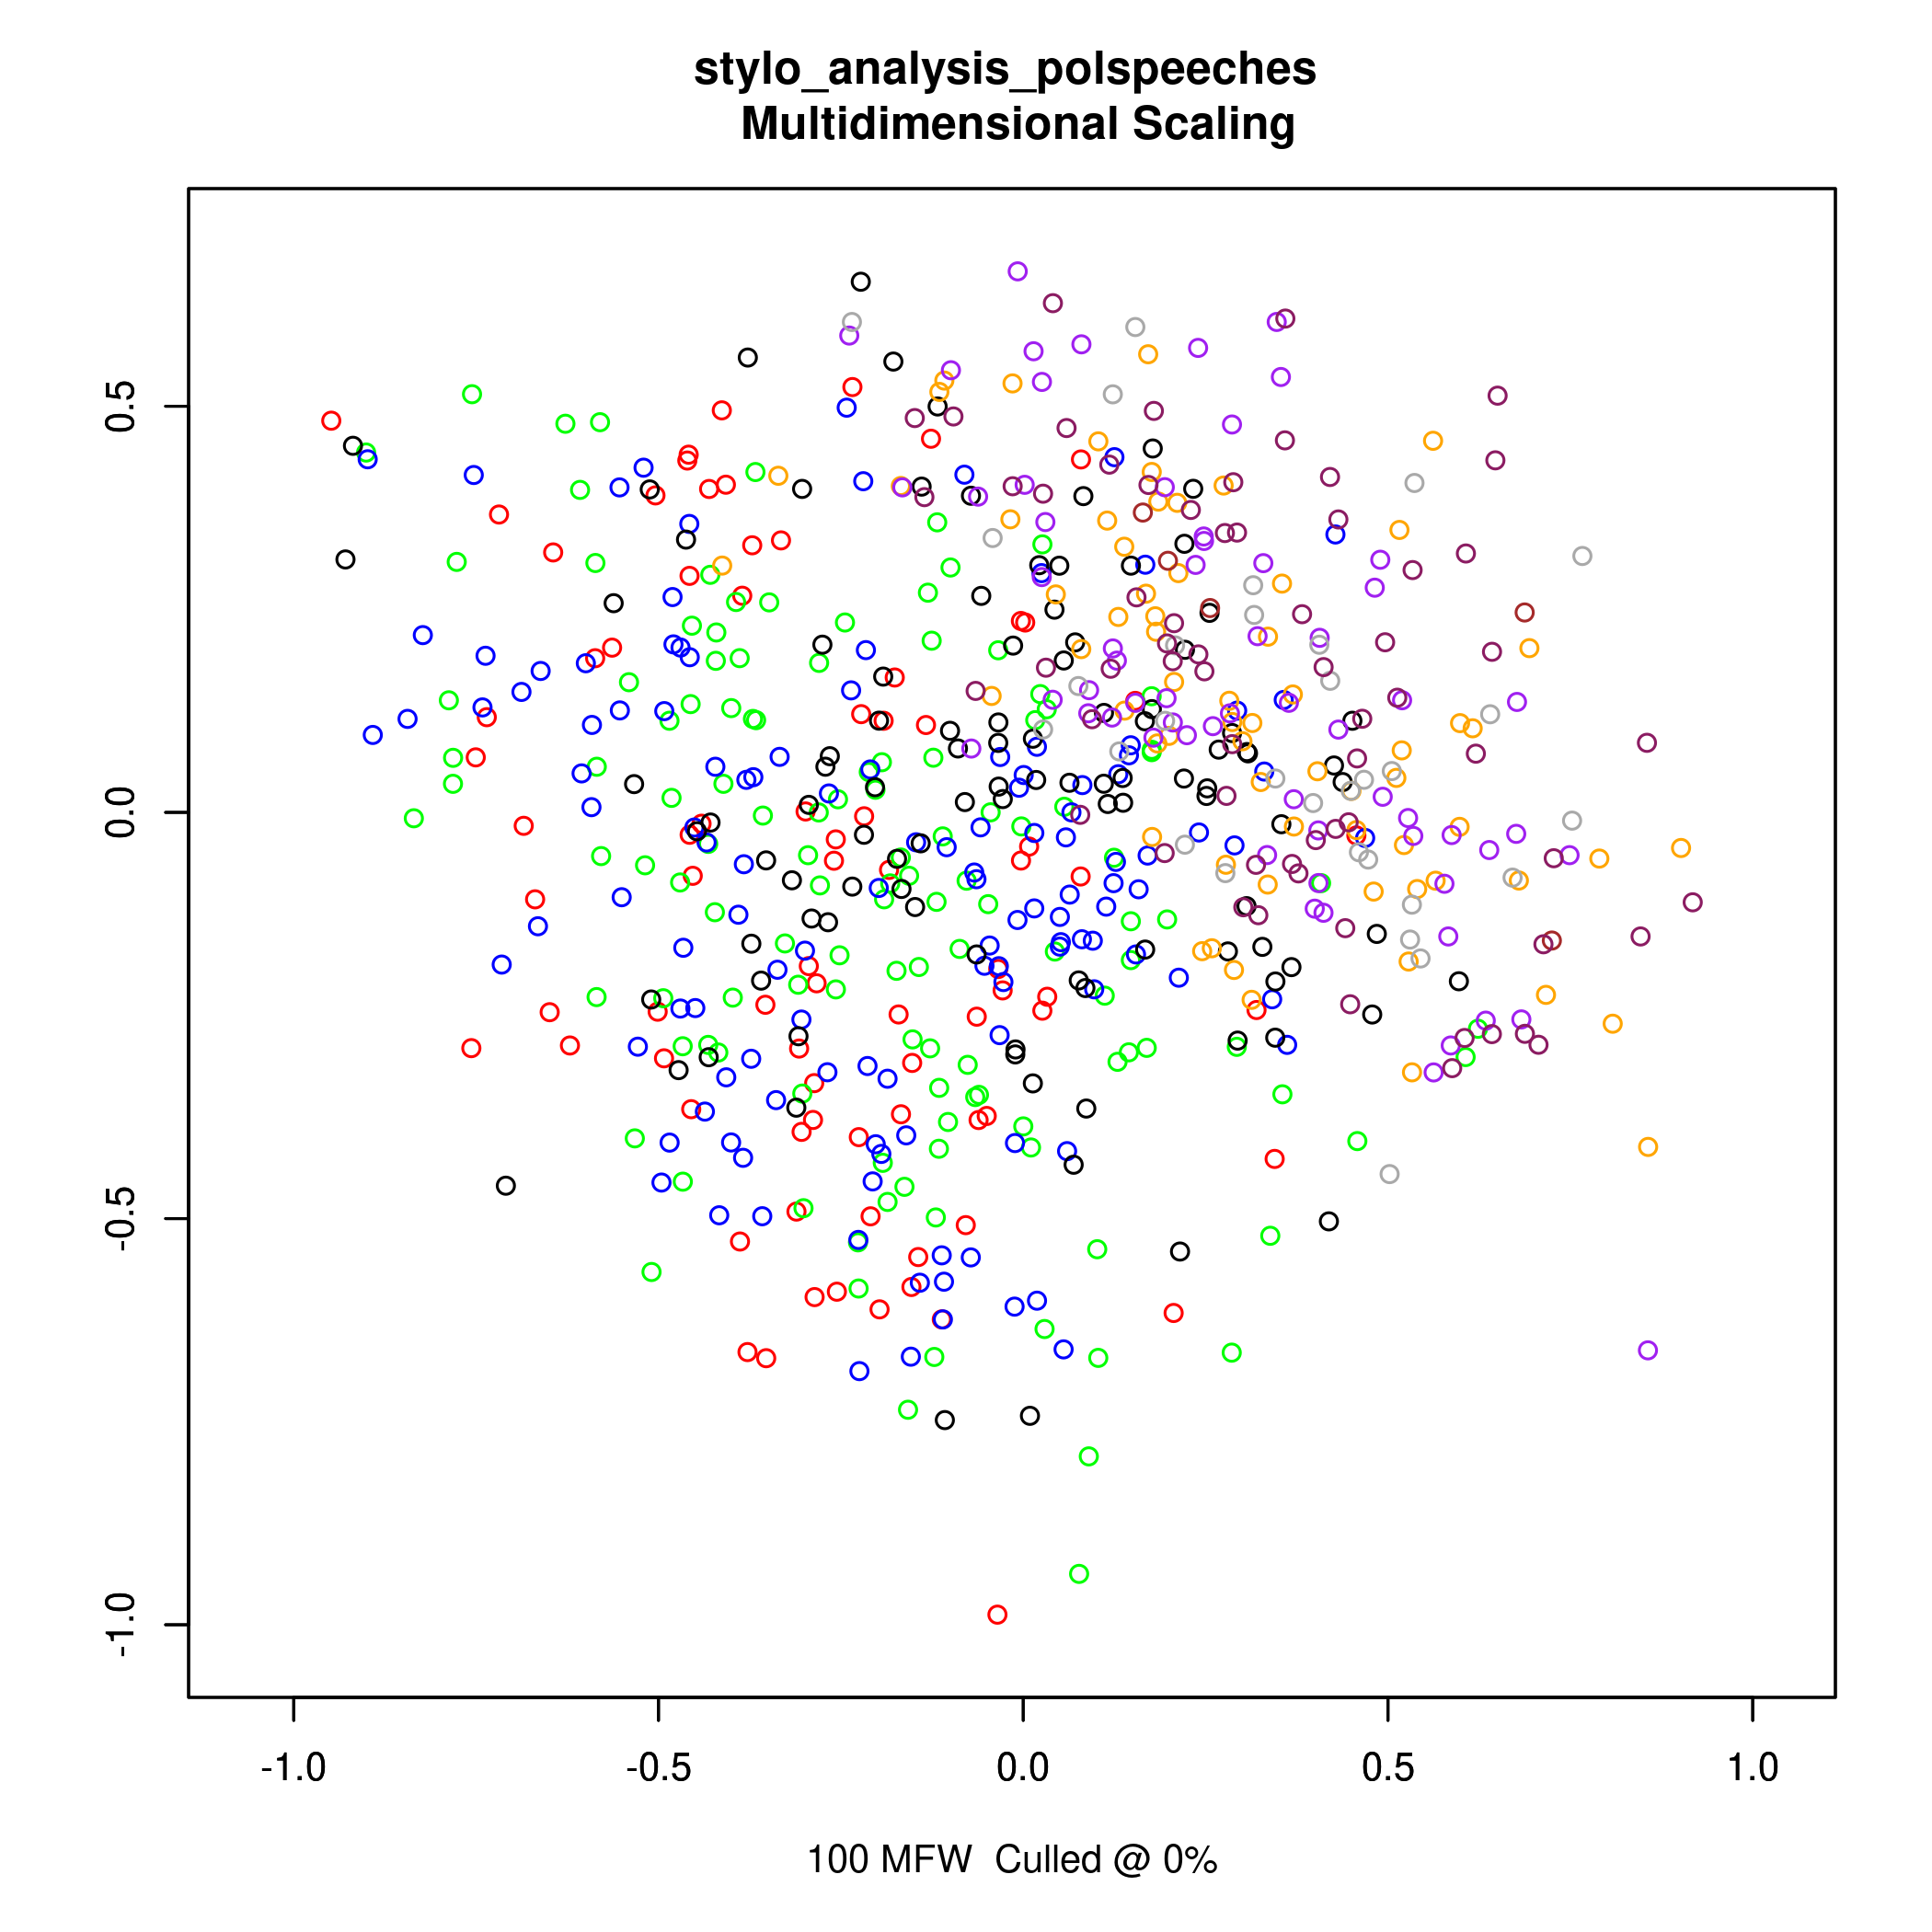 stylo_analysis_polspeeches
Multidimensional Scaling
0.5
0.0
-0.5
-1.0
-1.0 -0.5 0.0 0.5 1.0
100 MFW Culled @ 0%